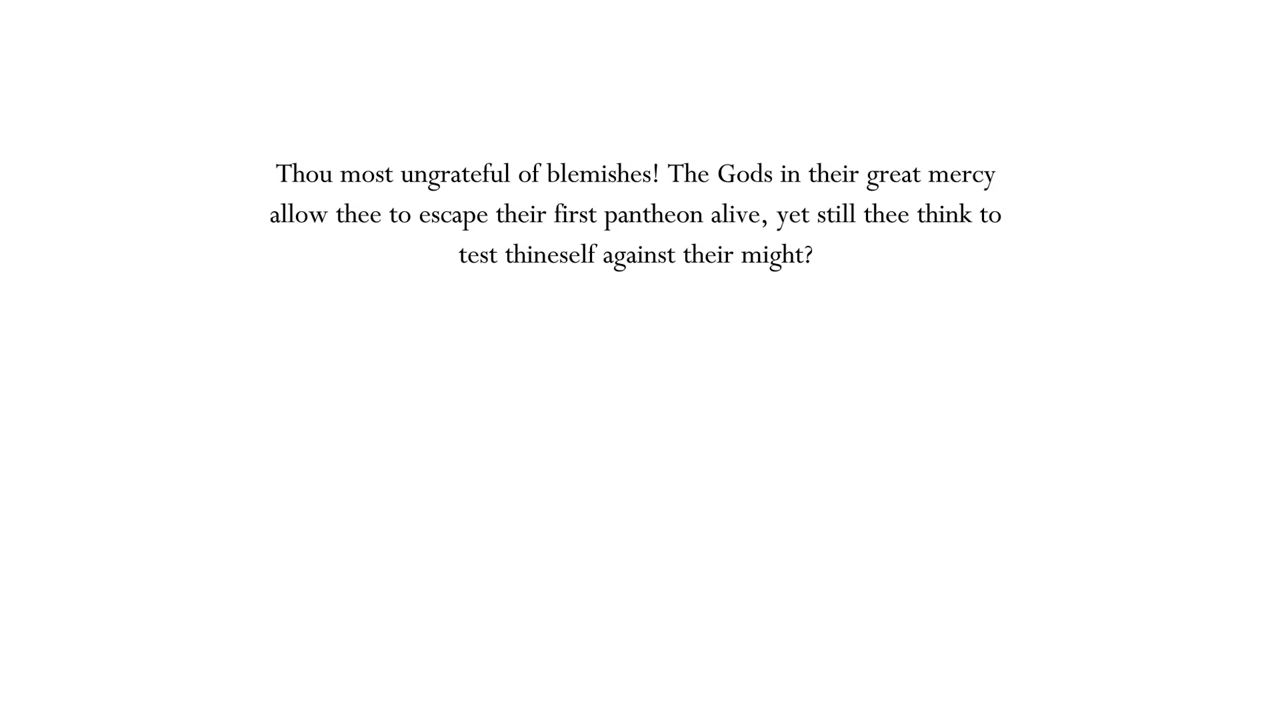 Thou most ungrateful of blemishes! The Gods in their great mercy
allow thee to escape their first pantheon alive, yet still thee think to
test thineself against their might?